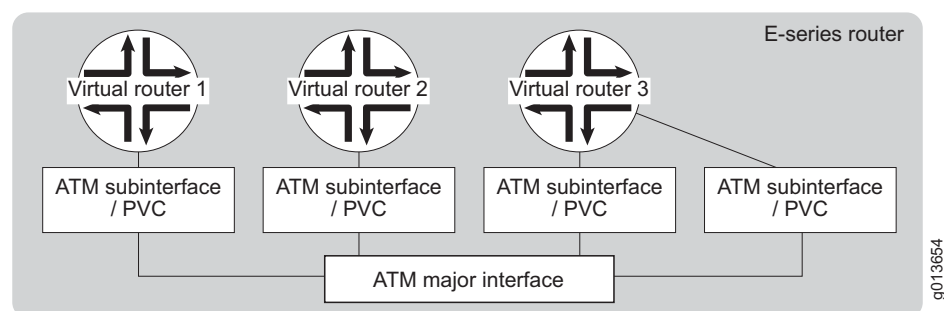 E-series router
Virtual router 1 Virtual router 2 Virtual router 3
ATM subinterface / PVC
ATM subinterface / PVC
ATM subinterface / PVC
ATM subinterface / PVC
ATM major interface
g013654